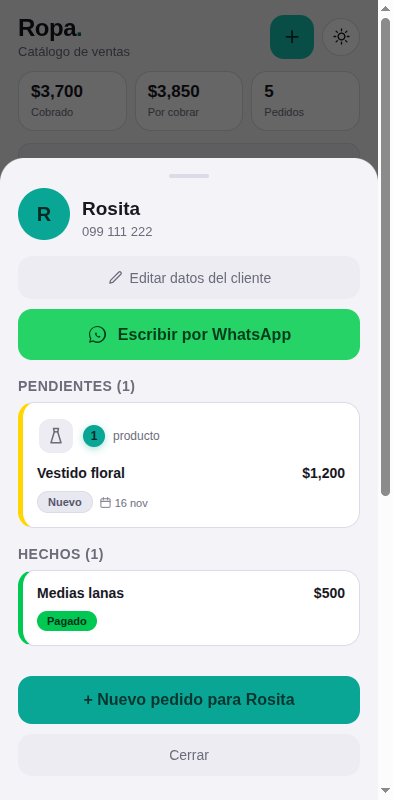 Ropa.
Catálogo de ventas
+
$3,700
Cobrado
$3,850
Por cobrar
5
Pedidos
R
Rosita
099 111 222
Editar datos del cliente
Escribir por WhatsApp
PENDIENTES (1)
1 producto
Vestido floral $1,200
Nuevo 16 nov
HECHOS (1)
Medias lanas $500
Pagado
+ Nuevo pedido para Rosita
Cerrar